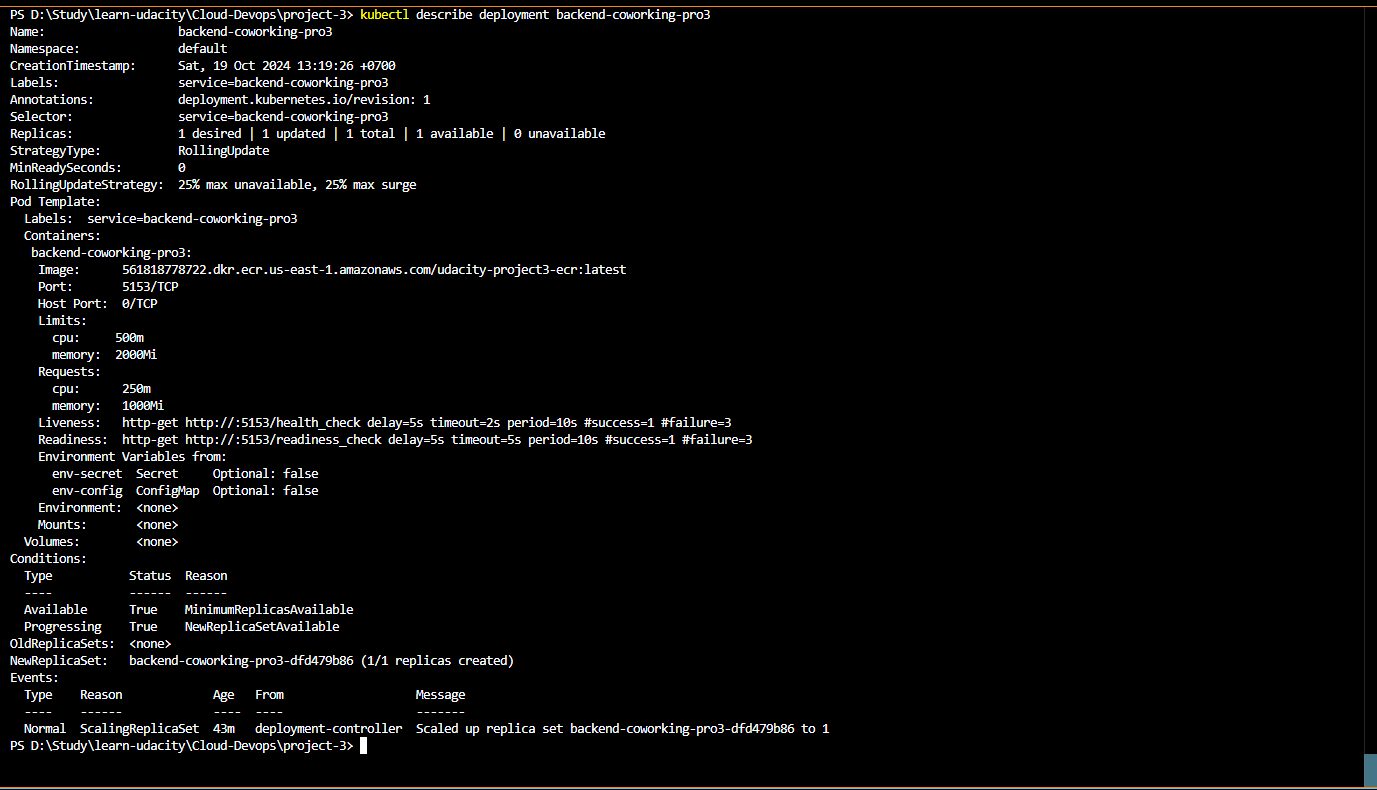 PS D:\Study\learn-udacity\Cloud-Devops\project-3> kubectl describe deployment backend-coworking-pro3
Name:                   backend-coworking-pro3
Namespace:              default
CreationTimestamp:      Sat, 19 Oct 2024 13:19:26 +0700
Labels:                 service=backend-coworking-pro3
Annotations:            deployment.kubernetes.io/revision: 1
Selector:               service=backend-coworking-pro3
Replicas:               1 desired | 1 updated | 1 total | 1 available | 0 unavailable
StrategyType:           RollingUpdate
MinReadySeconds:        0
RollingUpdateStrategy:  25% max unavailable, 25% max surge
Pod Template:
  Labels:  service=backend-coworking-pro3
  Containers:
   backend-coworking-pro3:
    Image:      561818778722.dkr.ecr.us-east-1.amazonaws.com/udacity-project3-ecr:latest
    Port:       5153/TCP
    Host Port:  0/TCP
    Limits:
      cpu:     500m
      memory:  2000Mi
    Requests:
      cpu:      250m
      memory:   1000Mi
    Liveness:   http-get http://:5153/health_check delay=5s timeout=2s period=10s #success=1 #failure=3
    Readiness:  http-get http://:5153/readiness_check delay=5s timeout=5s period=10s #success=1 #failure=3
    Environment Variables from:
      env-secret  Secret     Optional: false
      env-config  ConfigMap  Optional: false
    Environment:  <none>
    Mounts:       <none>
  Volumes:        <none>
Conditions:
  Type           Status  Reason
  ----           ------  ------
  Available      True    MinimumReplicasAvailable
  Progressing    True    NewReplicaSetAvailable
OldReplicaSets:  <none>
NewReplicaSet:   backend-coworking-pro3-dfd479b86 (1/1 replicas created)
Events:
  Type    Reason             Age   From                   Message
  ----    ------             ----  ----                   -------
  Normal  ScalingReplicaSet  43m   deployment-controller  Scaled up replica set backend-coworking-pro3-dfd479b86 to 1
PS D:\Study\learn-udacity\Cloud-Devops\project-3>